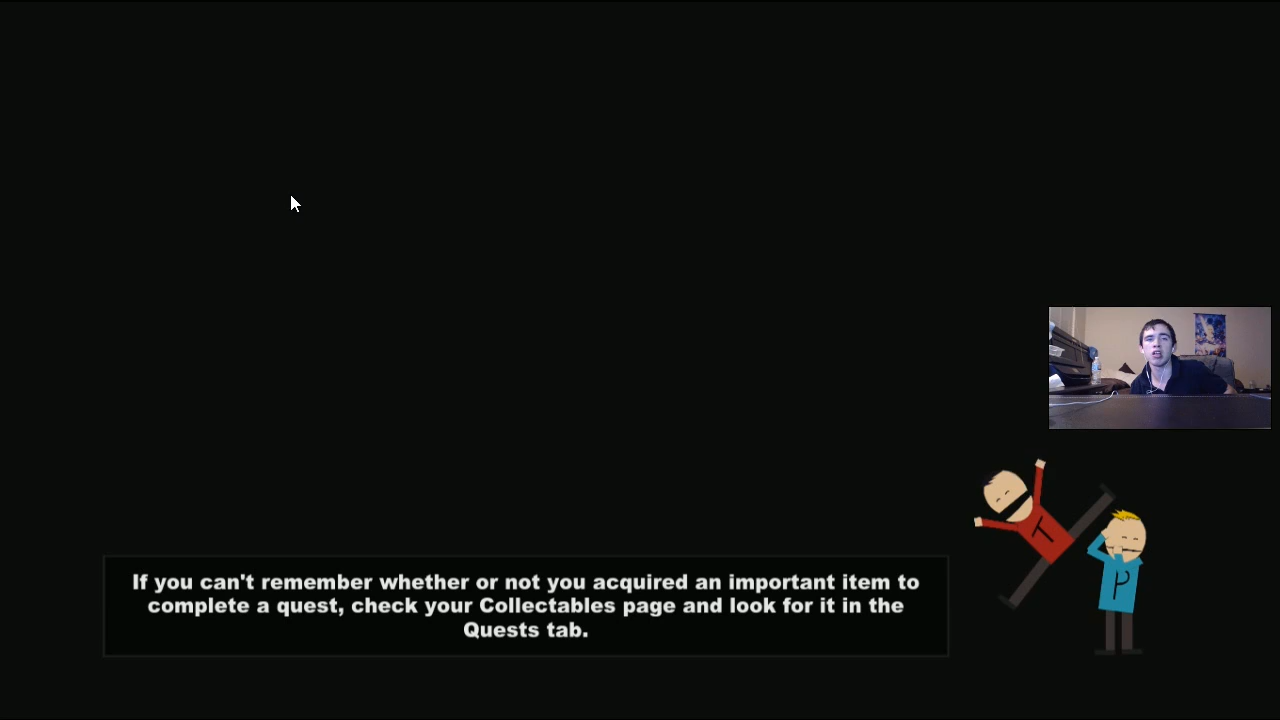 If you can't remember whether or not you acquired an important item to
complete a quest, check your Collectables page and look for it in the
Quests tab.
T
P